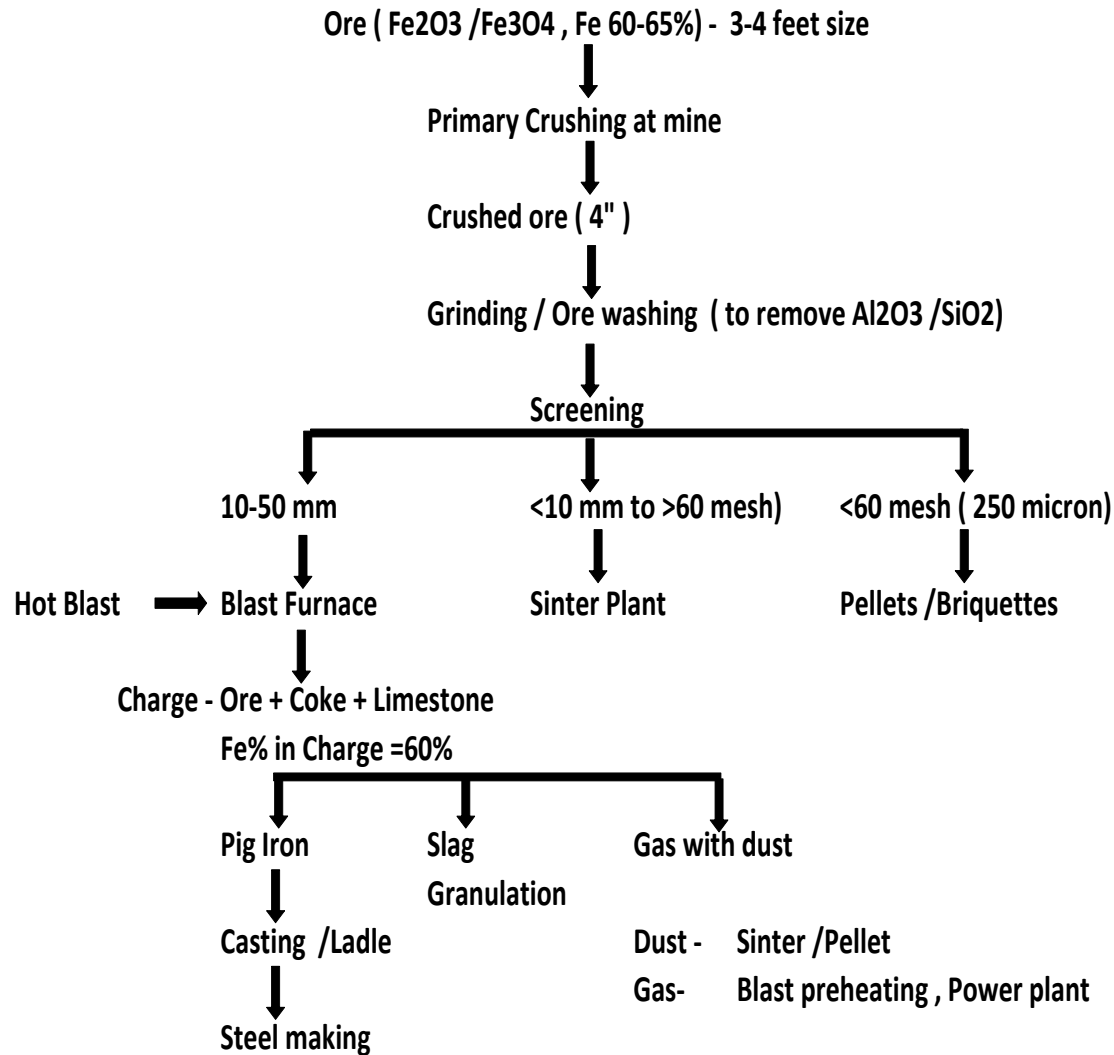 Ore ( Fe2O3 /Fe3O4 , Fe 60-65%) - 3-4 feet size
Primary Crushing at mine
Crushed ore ( 4" )
Grinding / Ore washing ( to remove Al2O3 /SiO2)
Screening
10-50 mm
<10 mm to >60 mesh)
<60 mesh ( 250 micron)
Hot Blast
Blast Furnace
Sinter Plant
Pellets /Briquettes
Charge - Ore + Coke + Limestone
Fe% in Charge =60%
Pig Iron
Slag
Gas with dust
Granulation
Casting /Ladle
Dust - Sinter /Pellet
Gas- Blast preheating , Power plant
Steel making